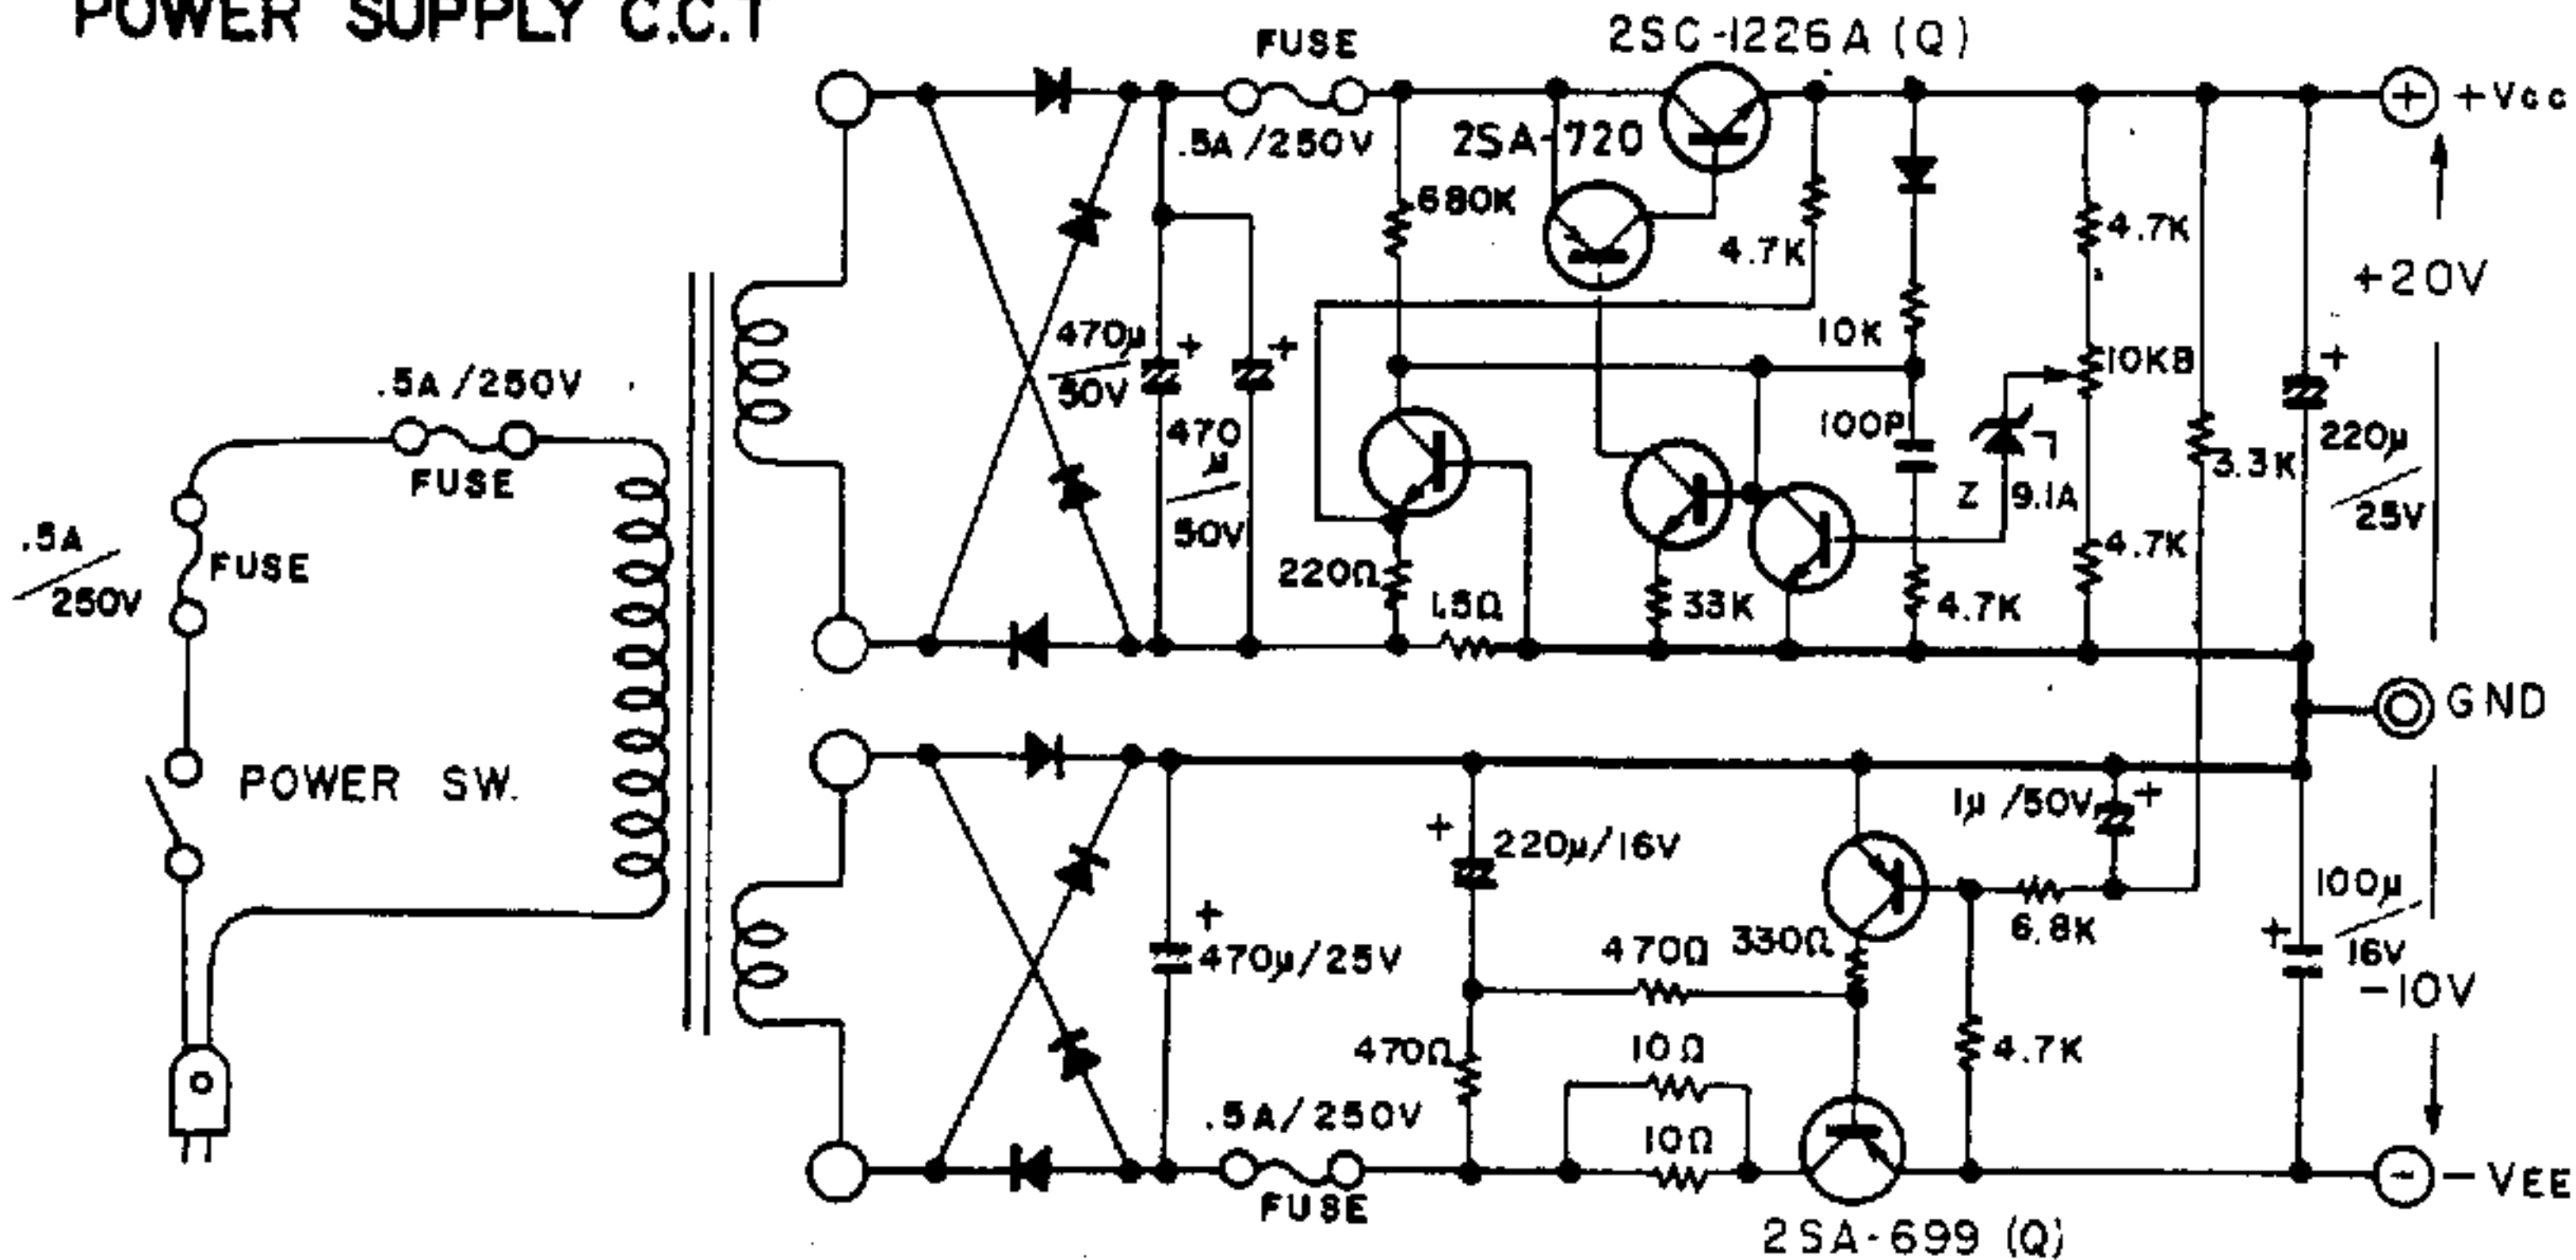 POWER SUPPLY C.C.T
FUSE
.5A/250V
2SC-1226A (Q)
2SA-720
+ +Vcc
680K
4.7K
4.7K
+20V
10K
10KB
470µ/50V
+
+
470µ/50V
100P
Z 9.1A
3.3K
+
220µ/25V
.5A/250V
FUSE
.5A/250V
FUSE
220Ω
1.5Ω
33K
4.7K
4.7K
GND
POWER SW.
1µ/50V
+
+
220µ/16V
+
470µ/25V
470Ω
330Ω
6.8K
+
100µ/16V
-10V
470Ω
10Ω
10Ω
4.7K
.5A/250V
FUSE
2SA-699 (Q)
- -VEE